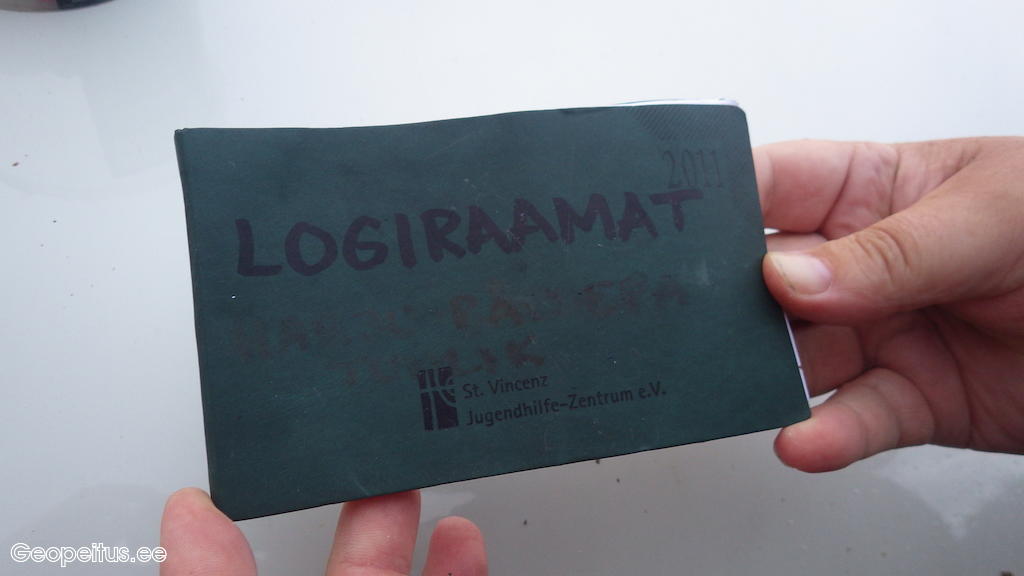 2011
LOGIRAAMAT
St. Vincenz
Jugendhilfe-Zentrum e.V.
Geopeitus.ee